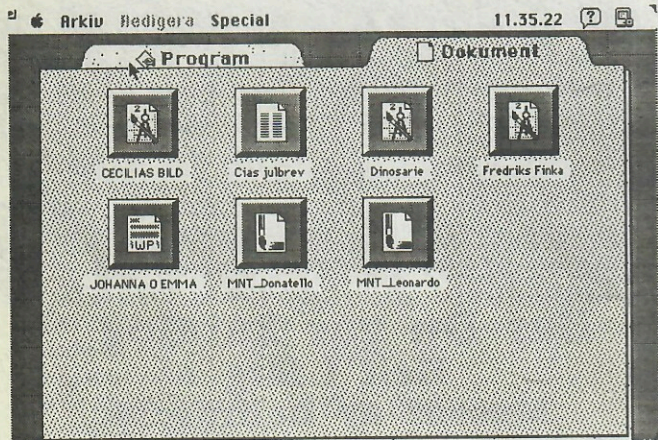 Arkiv Redigera Special 11.35.22 ?
Program Dokument
CECILIAS BILD Cias julbrev Dinosarie Fredriks Finka
JOHANNA O EMMA MNT_Donatello MNT_Leonardo